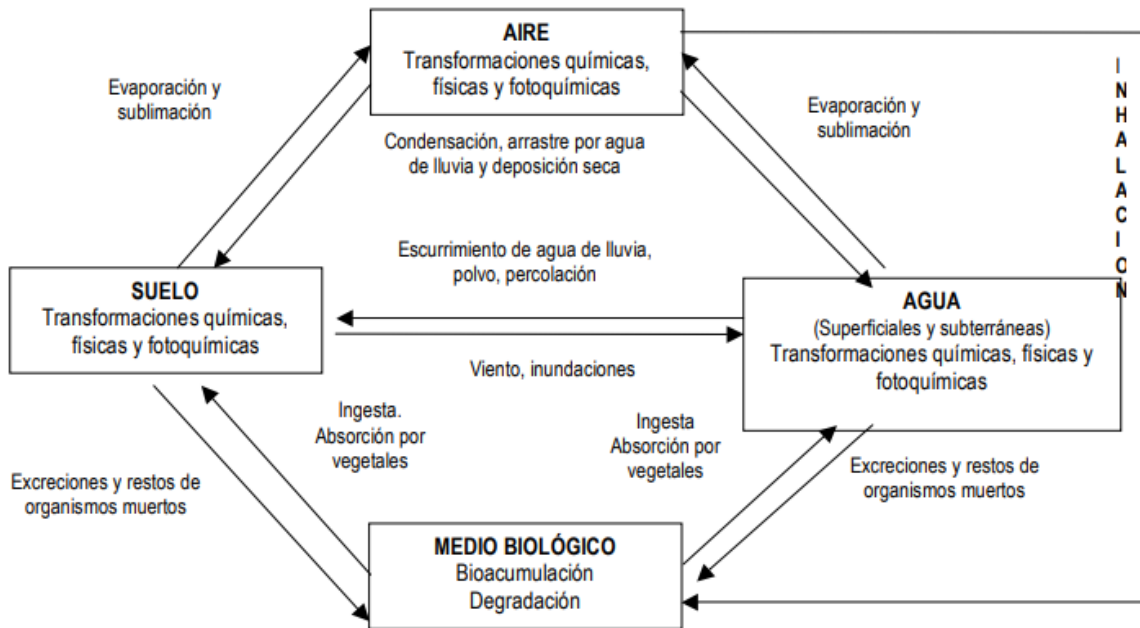 AIRE
Transformaciones químicas,
físicas y fotoquímicas
Evaporación y
sublimación
Evaporación y
sublimación
Condensación, arrastre por agua
de lluvia y deposición seca
INHALACION
Escurrimiento de agua de lluvia,
polvo, percolación
SUELO
Transformaciones químicas,
físicas y fotoquímicas
AGUA
(Superficiales y subterráneas)
Transformaciones químicas, físicas y
fotoquímicas
Viento, inundaciones
Ingesta.
Absorción por
vegetales
Ingesta
Absorción por
vegetales
Excreciones y restos de
organismos muertos
Excreciones y restos de
organismos muertos
MEDIO BIOLÓGICO
Bioacumulación
Degradación